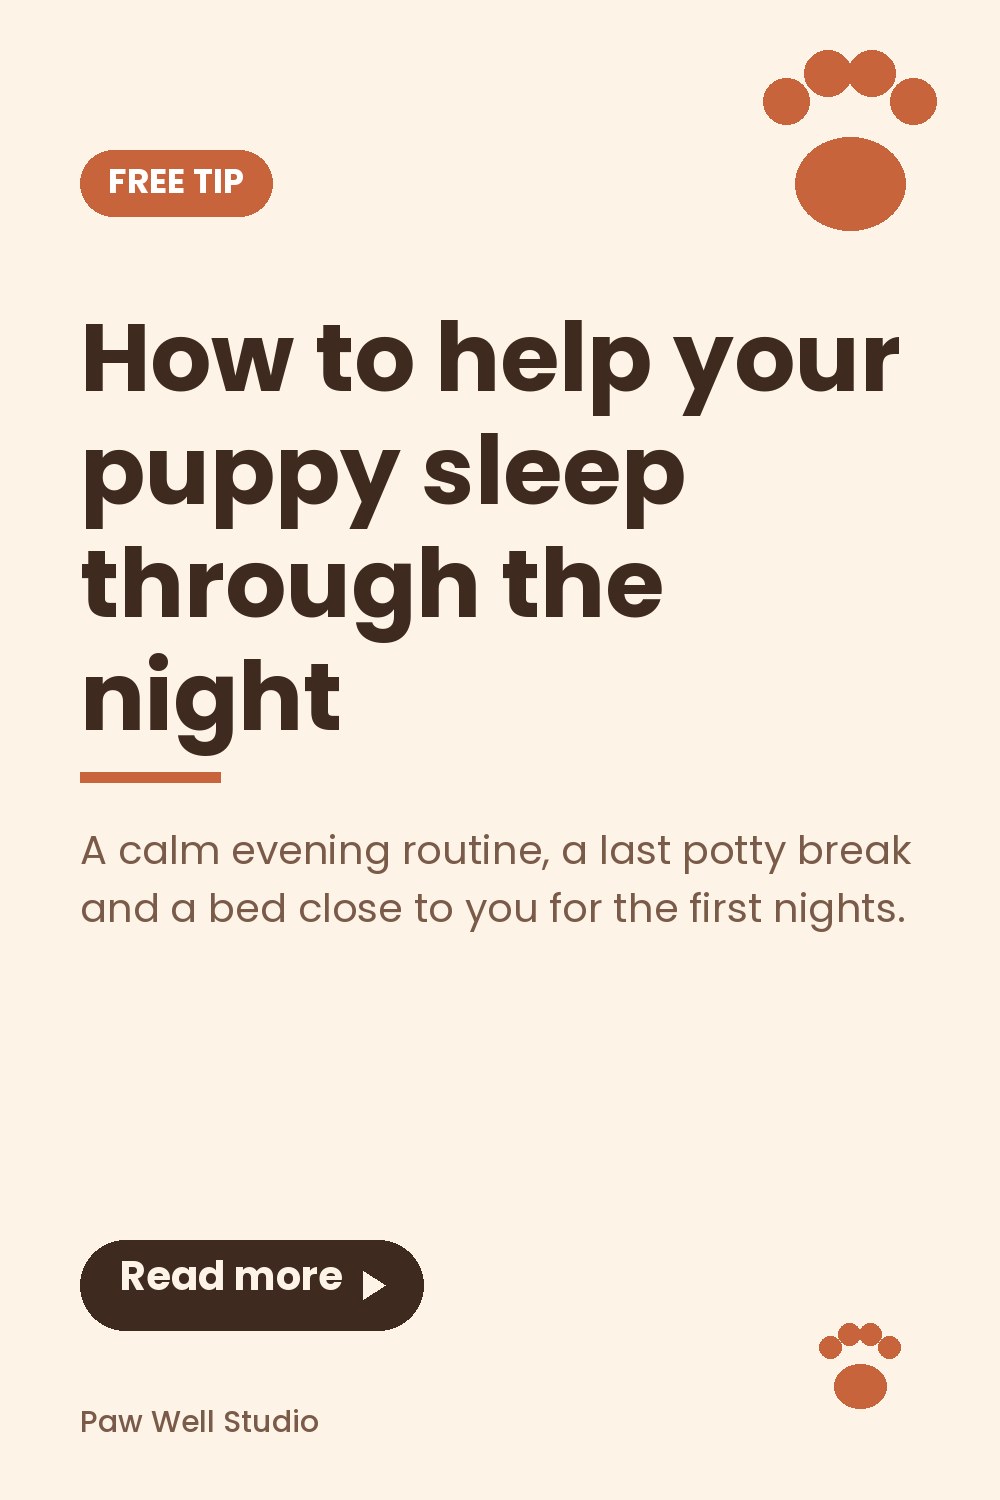 FREE TIP
How to help your
puppy sleep
through the
night
A calm evening routine, a last potty break
and a bed close to you for the first nights.
Read more
Paw Well Studio